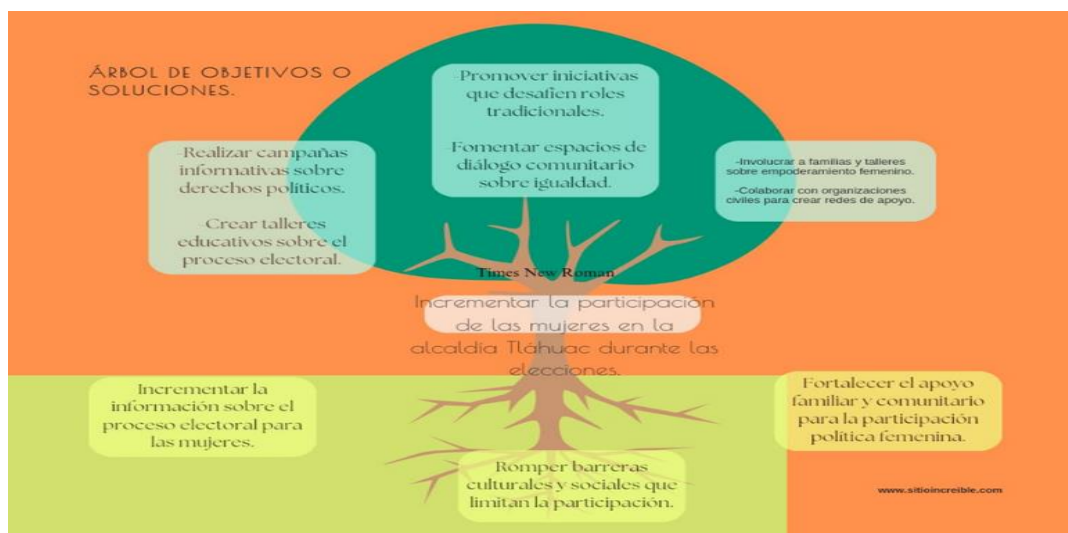 ÁRBOL DE OBJETIVOS O
SOLUCIONES.
-Promover iniciativas
que desafíen roles
tradicionales.
-Fomentar espacios de
diálogo comunitario
sobre igualdad.
-Realizar campañas
informativas sobre
derechos políticos.
Crear talleres
educativos sobre el
proceso electoral.
-Involucrar a familias y talleres
sobre empoderamiento femenino.
-Colaborar con organizaciones
civiles para crear redes de apoyo.
Times New Roman
Incrementar la participación
de las mujeres en la
alcaldía Tláhuac durante las
elecciones.
Incrementar la
información sobre el
proceso electoral para
las mujeres.
Romper barreras
culturales y sociales que
limitan la participación.
Fortalecer el apoyo
familiar y comunitario
para la participación
política femenina.
www.sitioincreible.com